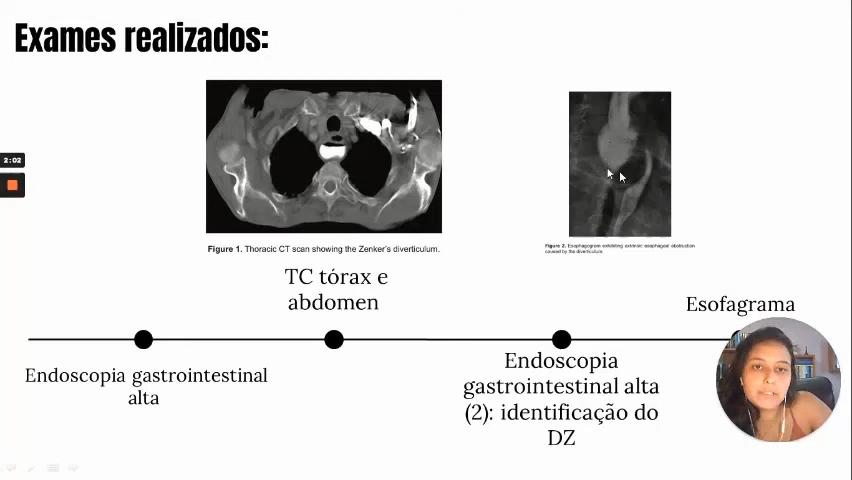 Exames realizados:
2:02
Figure 1. Thoracic CT scan showing the Zenker's diverticulum.
Figure 2. Esophagogram exhibiting extrinsic esophageal obstruction
caused by the diverticulum.
TC tórax e
abdomen
Esofagrama
Endoscopia gastrointestinal
alta
Endoscopia
gastrointestinal alta
(2): identificação do
DZ